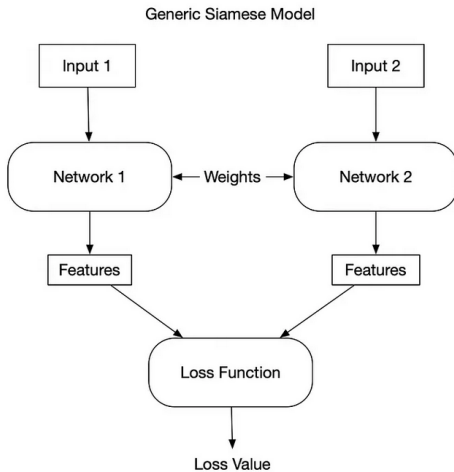 Generic Siamese Model
Input 1
Input 2
Network 1
Weights
Network 2
Features
Features
Loss Function
Loss Value